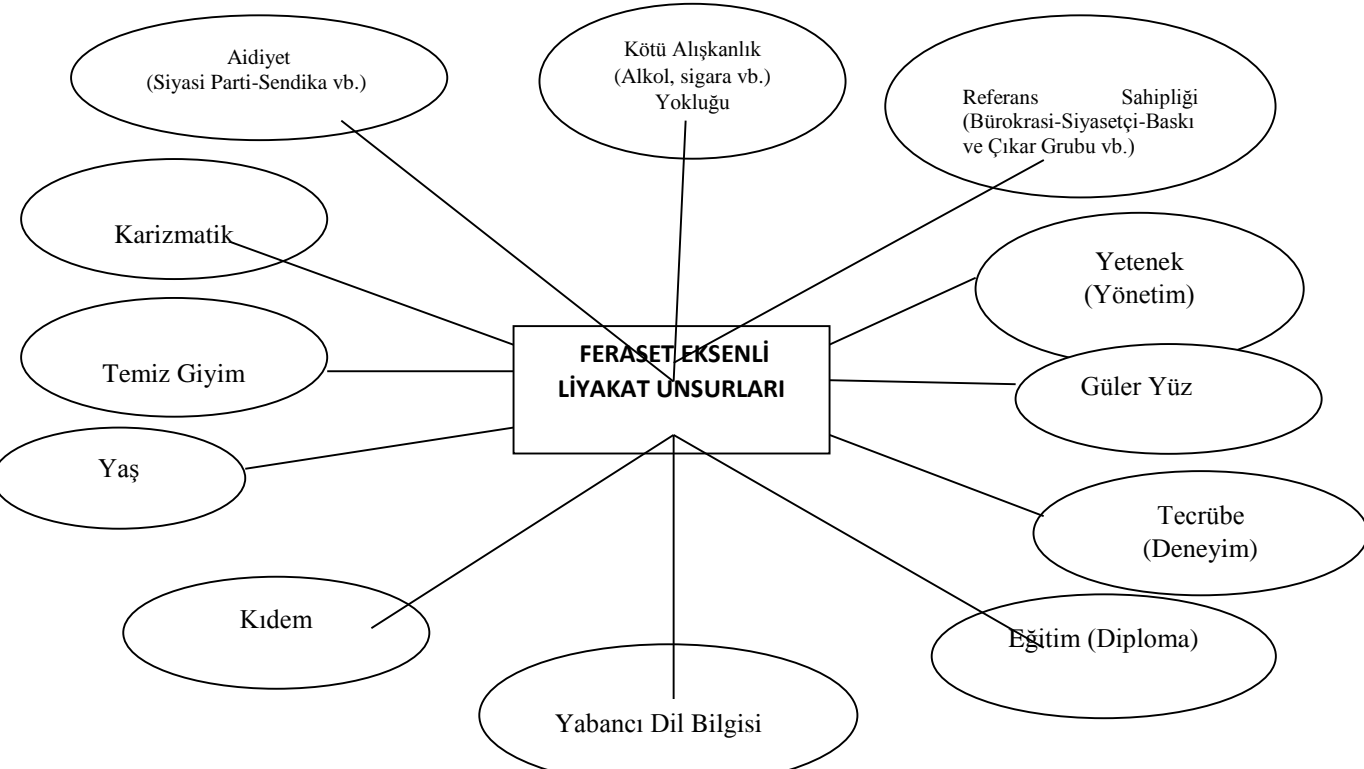 Aidiyet
(Siyasi Parti-Sendika vb.)
Kötü Alışkanlık
(Alkol, sigara vb.)
Yokluğu
Referans Sahipliği
(Bürokrasi-Siyasetçi-Baskı
ve Çıkar Grubu vb.)
Karizmatik
Yetenek
(Yönetim)
FERASET EKSENLİ
LİYAKAT UNSURLARI
Temiz Giyim
Güler Yüz
Yaş
Tecrübe
(Deneyim)
Kıdem
Eğitim (Diploma)
Yabancı Dil Bilgisi